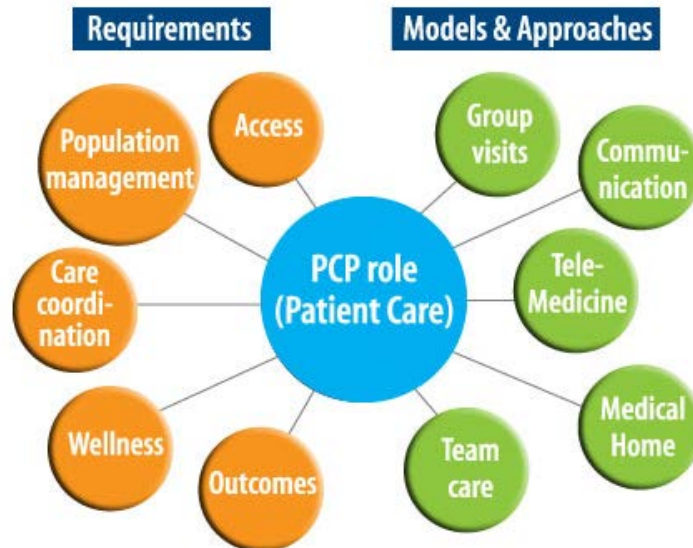 Requirements
Models & Approaches
Population
management
Access
Care
coordi-
nation
Wellness
Outcomes
PCP role
(Patient Care)
Group
visits
Commu-
nication
Tele-
Medicine
Medical
Home
Team
care